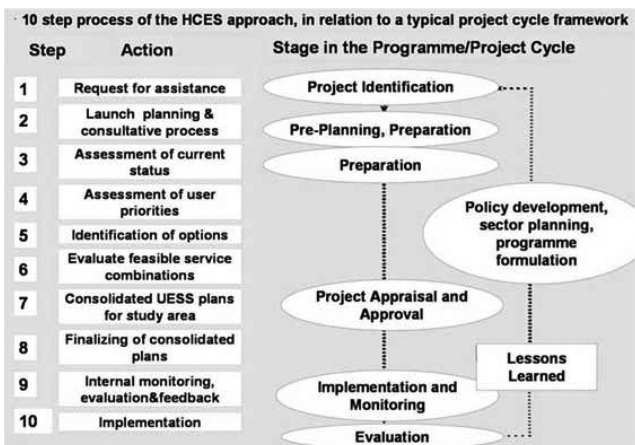 10 step process of the HCES approach, in relation to a typical project cycle framework
Step
Action
Stage in the Programme/Project Cycle
1
Request for assistance
2
Launch planning &
consultative process
3
Assessment of current
status
4
Assessment of user
priorities
5
Identification of options
6
Evaluate feasible service
combinations
7
Consolidated UESS plans
for study area
8
Finalizing of consolidated
plans
9
Internal monitoring,
evaluation&feedback
10
Implementation
Project Identification
Pre-Planning, Preparation
Preparation
Project Appraisal and
Approval
Implementation and
Monitoring
Evaluation
Policy development,
sector planning,
programme
formulation
Lessons
Learned